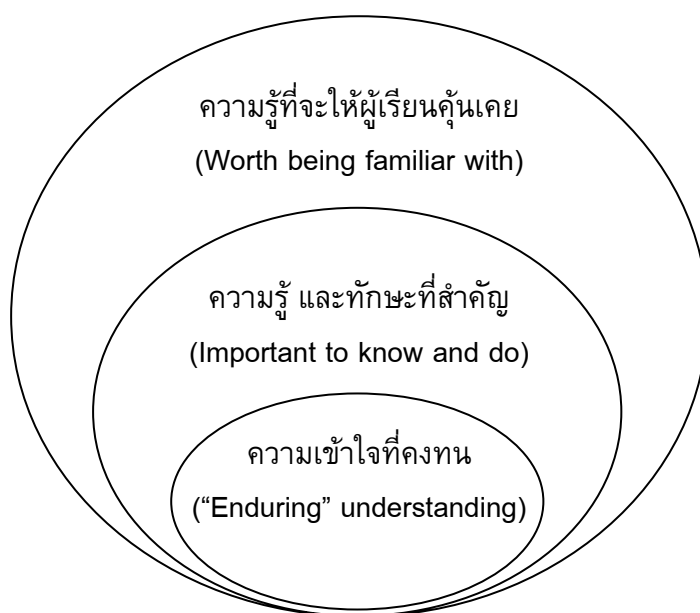 ความรู้ที่จะให้ผู้เรียนคุ้นเคย
(Worth being familiar with)
ความรู้ และทักษะที่สำคัญ
(Important to know and do)
ความเข้าใจที่คงทน
(“Enduring” understanding)